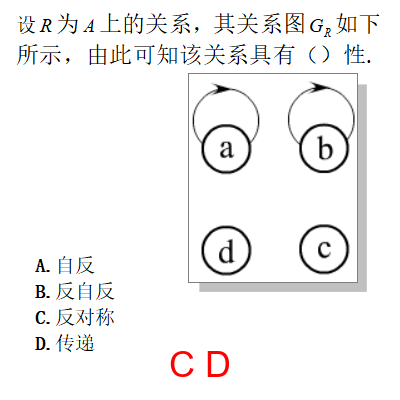 设 R 为 A 上的关系，其关系图 G_R 如下
所示，由此可知该关系具有（）性.
a b
d c
A. 自反
B. 反自反
C. 反对称
D. 传递
C D